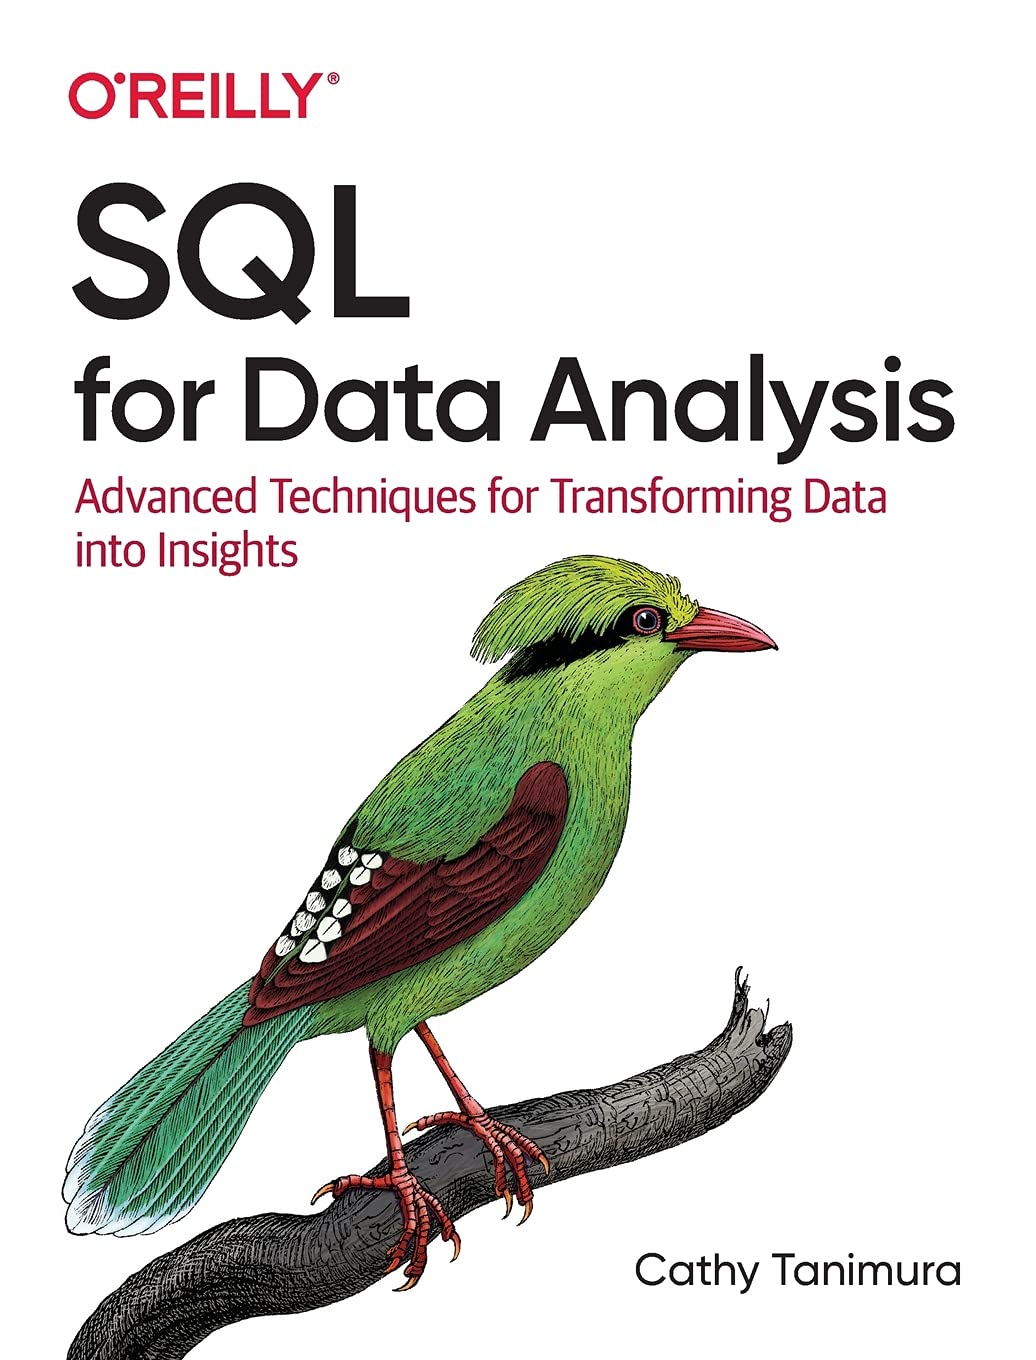 O'REILLY®
SQL
for Data Analysis
Advanced Techniques for Transforming Data
into Insights
Cathy Tanimura